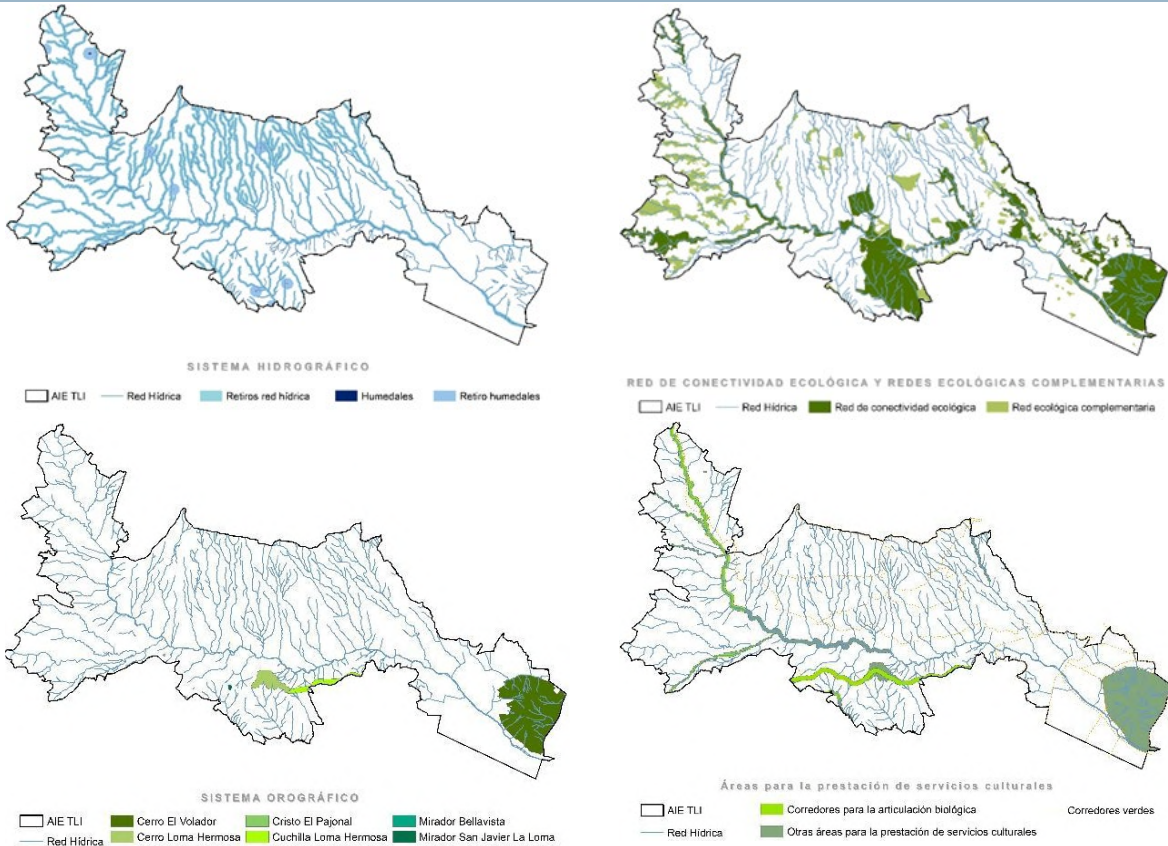 SISTEMA HIDROGRÁFICO
AIE TLI Red Hídrica Retiros red hídrica Humedales Retiro humedales
RED DE CONECTIVIDAD ECOLÓGICA Y REDES ECOLÓGICAS COMPLEMENTARIAS
AIE TLI Red Hídrica Red de conectividad ecológica Red ecológica complementaria
SISTEMA OROGRÁFICO
AIE TLI Cerro El Volador Cristo El Pajonal Mirador Bellavista
Red Hídrica Cerro Loma Hermosa Cuchilla Loma Hermosa Mirador San Javier La Loma
Áreas para la prestación de servicios culturales
AIE TLI Corredores para la articulación biológica Corredores verdes
Red Hídrica Otras áreas para la prestación de servicios culturales